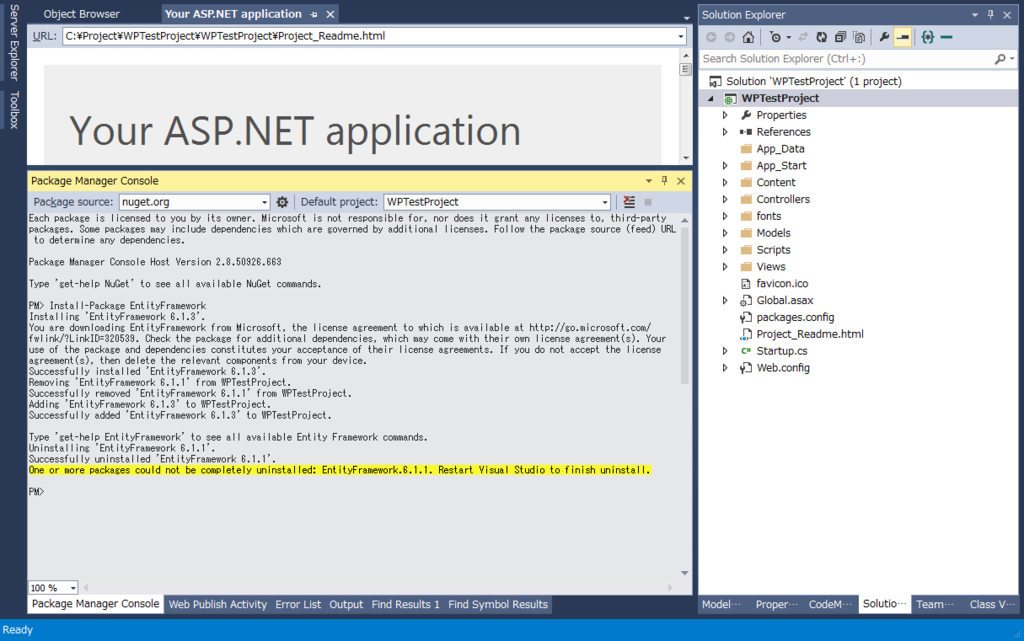 Server Explorer
Toolbox
Object Browser
Your ASP.NET application
URL: C:¥Project¥WPTestProject¥WPTestProject¥Project_Readme.html
Your ASP.NET application
Package Manager Console
Package source: nuget.org Default project: WPTestProject
Each package is licensed to you by its owner. Microsoft is not responsible for, nor does it grant any licenses to, third-party
packages. Some packages may include dependencies which are governed by additional licenses. Follow the package source (feed) URL
to determine any dependencies.
Package Manager Console Host Version 2.8.50926.663
Type 'get-help NuGet' to see all available NuGet commands.
PM> Install-Package EntityFramework
Installing 'EntityFramework 6.1.3'.
You are downloading EntityFramework from Microsoft, the license agreement to which is available at http://go.microsoft.com/
fwlink/?LinkID=320539. Check the package for additional dependencies, which may come with their own license agreement(s). Your
use of the package and dependencies constitutes your acceptance of their license agreements. If you do not accept the license
agreement(s), then delete the relevant components from your device.
Successfully installed 'EntityFramework 6.1.3'.
Removing 'EntityFramework 6.1.1' from WPTestProject.
Successfully removed 'EntityFramework 6.1.1' from WPTestProject.
Adding 'EntityFramework 6.1.3' to WPTestProject.
Successfully added 'EntityFramework 6.1.3' to WPTestProject.
Type 'get-help EntityFramework' to see all available Entity Framework commands.
Uninstalling 'EntityFramework 6.1.1'.
Successfully uninstalled 'EntityFramework 6.1.1'.
One or more packages could not be completely uninstalled: EntityFramework.6.1.1. Restart Visual Studio to finish uninstall.
PM>
100 %
Package Manager Console Web Publish Activity Error List Output Find Results 1 Find Symbol Results
Ready
Solution Explorer
Search Solution Explorer (Ctrl+:)
Solution 'WPTestProject' (1 project)
WPTestProject
Properties
References
App_Data
App_Start
Content
Controllers
fonts
Models
Scripts
Views
favicon.ico
Global.asax
packages.config
Project_Readme.html
Startup.cs
Web.config
Model… Proper… CodeM… Solutio… Team… Class V…